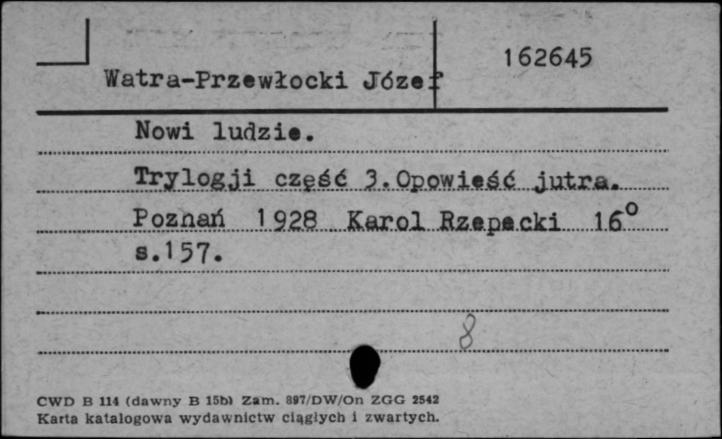 162645
Watra-Przewłocki Józef
Nowi ludzie.
Trylogji część 3.Opowieść jutra.
Poznań 1928 Karol Rzepecki 16°
s.157.
8
CWD B 114 (dawny B 15b) Zam. 897/DW/On ZGG 2542
Karta katalogowa wydawnictw ciągłych i zwartych.